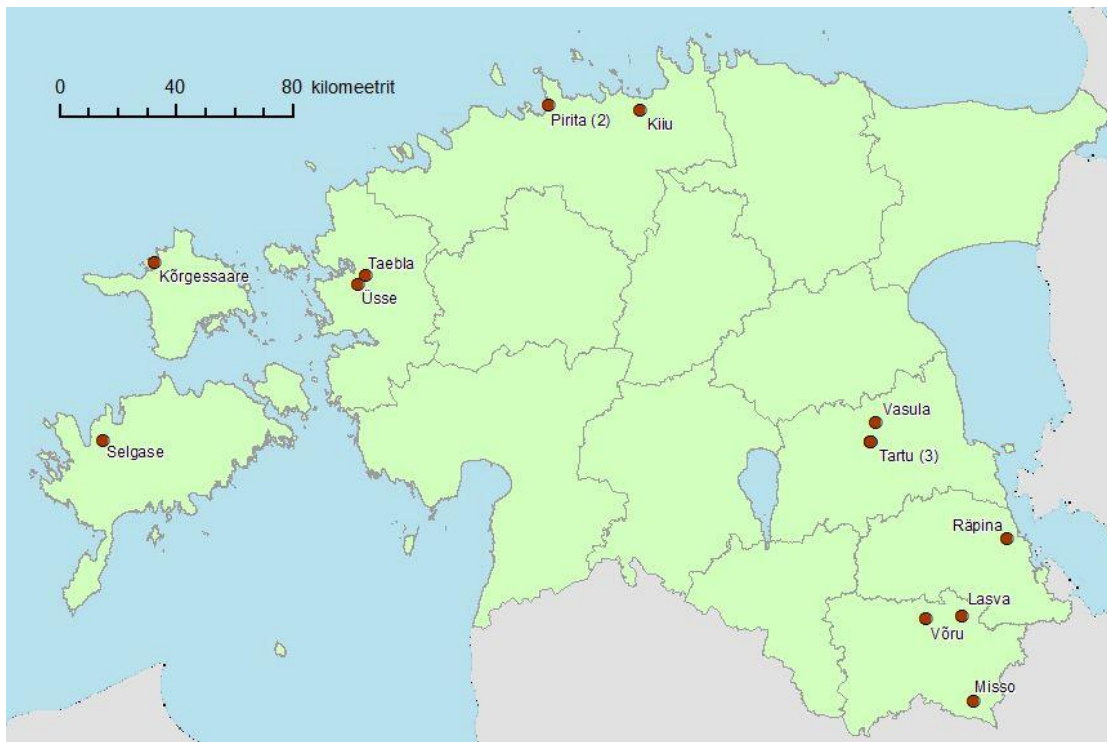 0 40 80 kilomeetrit
Pirita (2)
Kiiu
Kõrgessaare
Taebla
Üsse
Selgase
Vasula
Tartu (3)
Räpina
Lasva
Võru
Misso